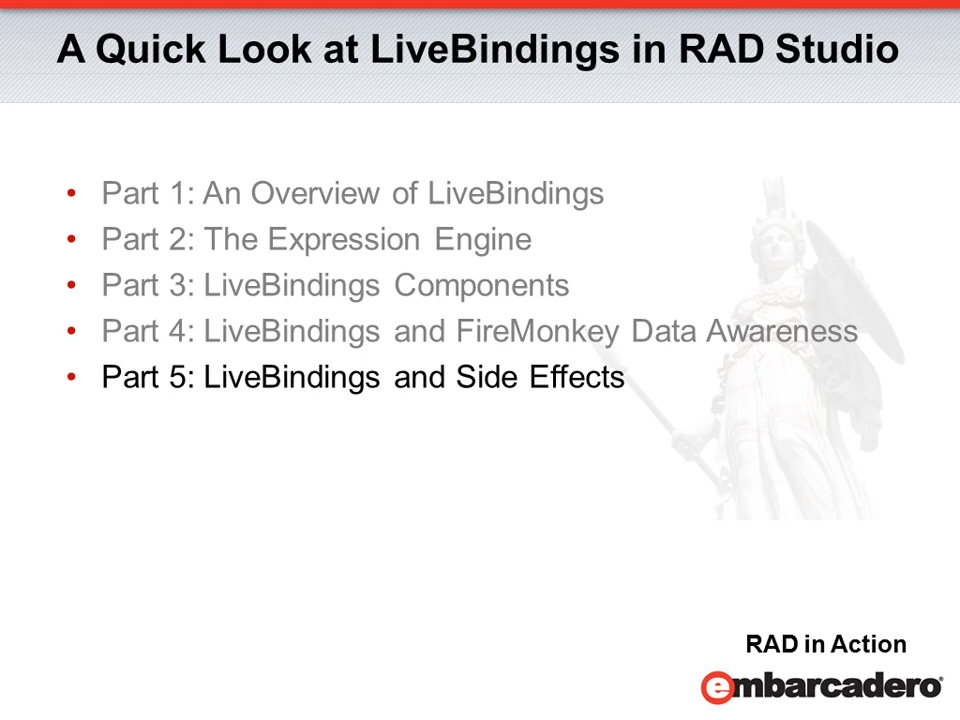 A Quick Look at LiveBindings in RAD Studio
• Part 1: An Overview of LiveBindings
• Part 2: The Expression Engine
• Part 3: LiveBindings Components
• Part 4: LiveBindings and FireMonkey Data Awareness
• Part 5: LiveBindings and Side Effects
RAD in Action
embarcadero®